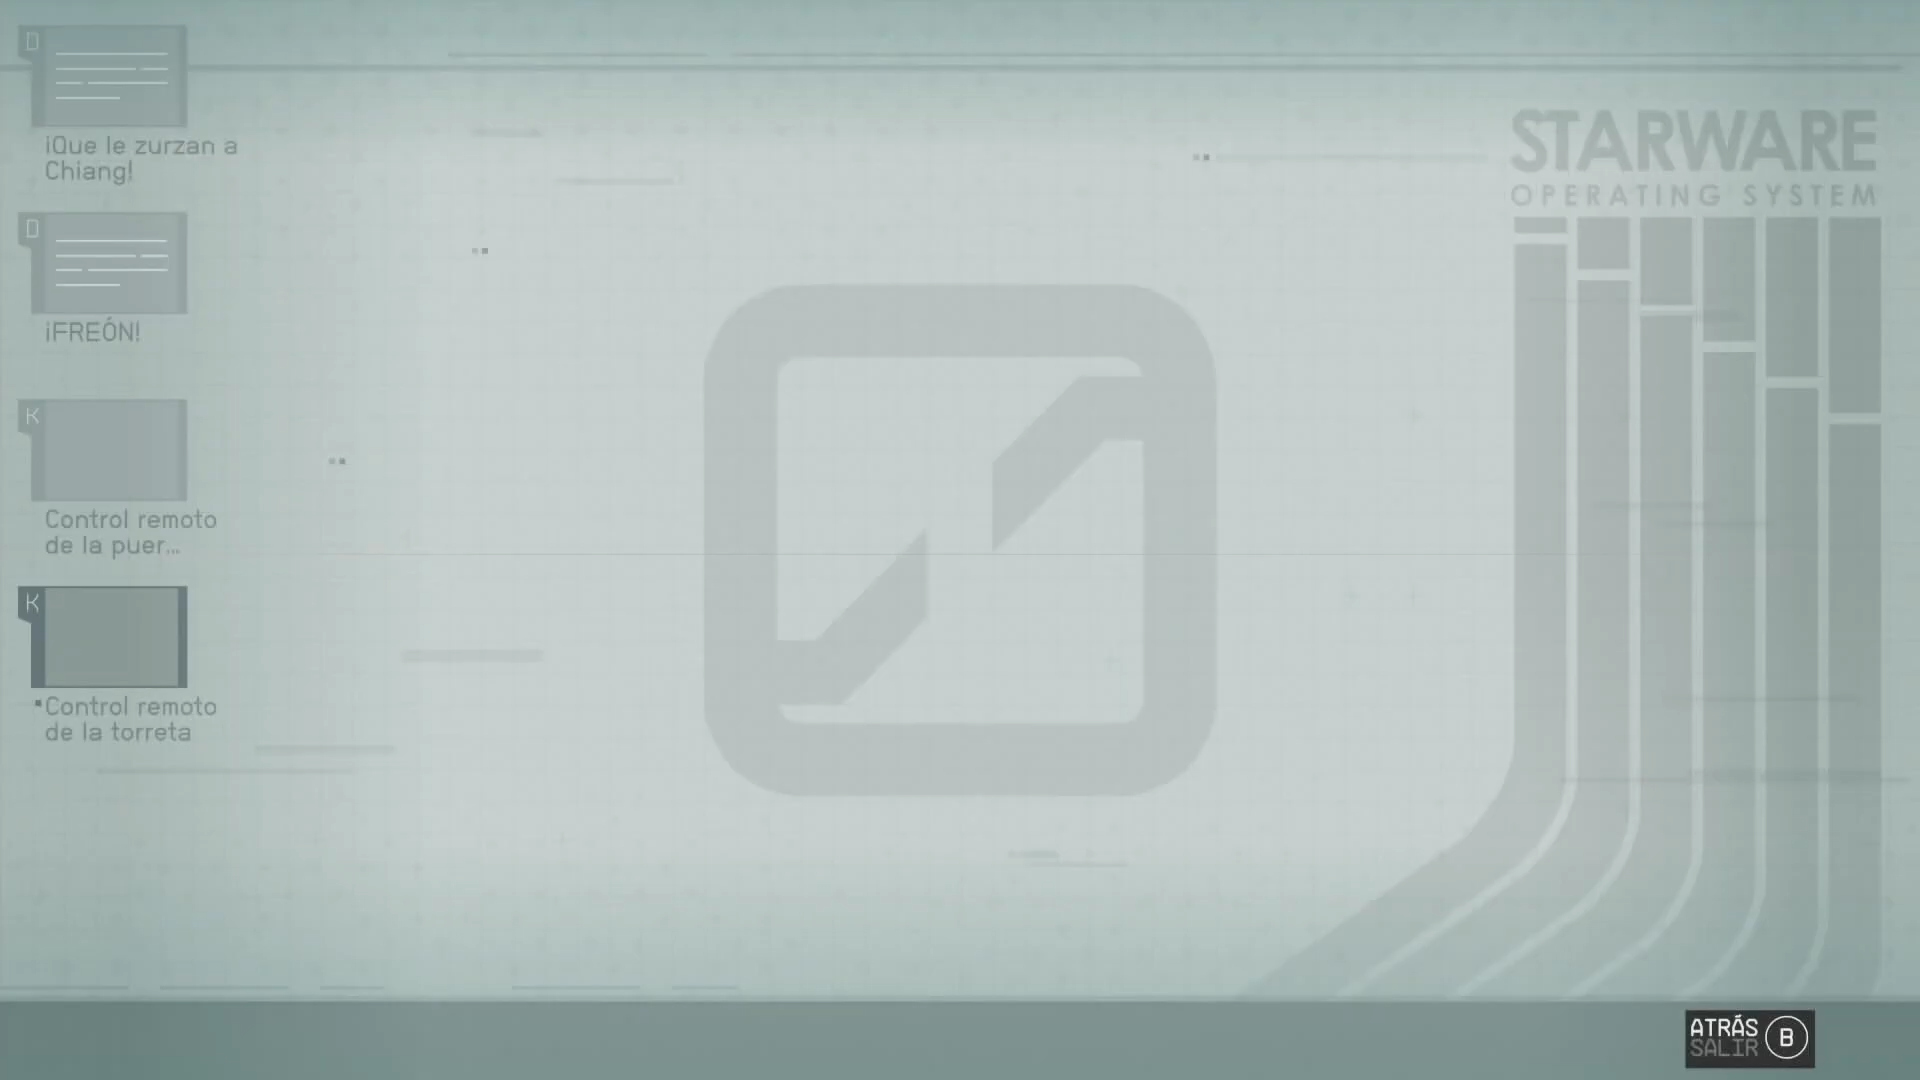 D
¡Que le zurzan a
Chiang!
D
¡FREÓN!
K
Control remoto
de la puer...
K
Control remoto
de la torreta
STARWARE
OPERATING SYSTEM
ATRÁS
SALIR
B